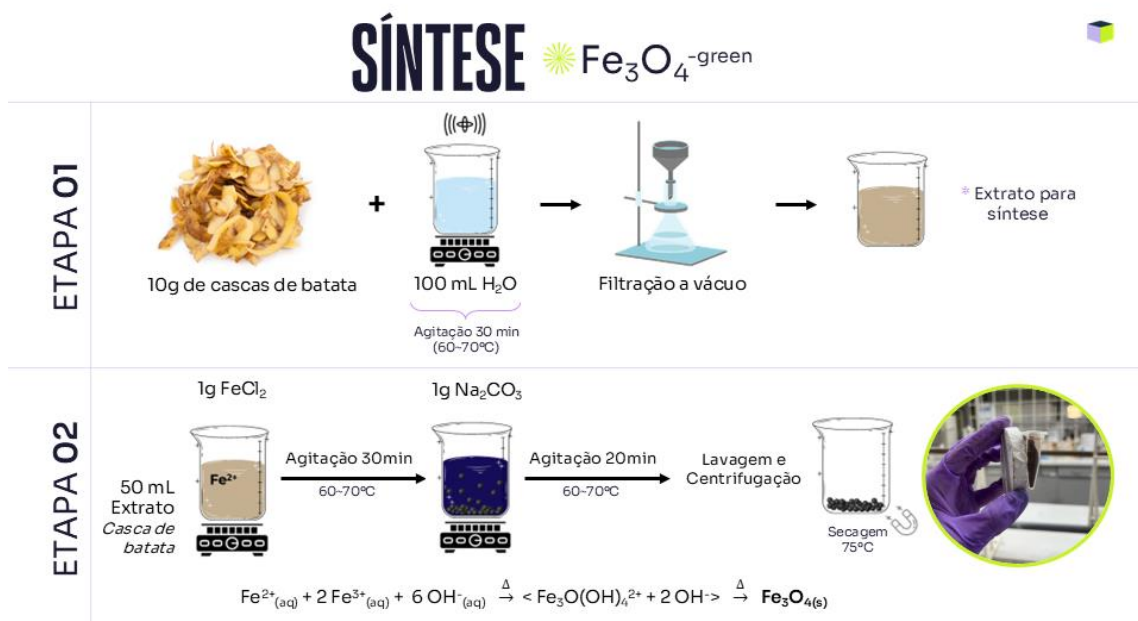 SÍNTESE Fe₃O₄-green
ETAPA 01
10g de cascas de batata
+
100 mL H₂O
Agitação 30 min
(60-70ºC)
Filtração a vácuo
* Extrato para
síntese
ETAPA 02
50 mL
Extrato
Casca de
batata
1g FeCl₂
Fe²⁺
Agitação 30min
60-70ºC
1g Na₂CO₃
Agitação 20min
60-70ºC
Lavagem e
Centrifugação
Secagem
75ºC
Fe²⁺(aq) + 2 Fe³⁺(aq) + 6 OH⁻(aq) Δ→ < Fe₃O(OH)₄²⁺ + 2 OH⁻> Δ→ Fe₃O₄(s)